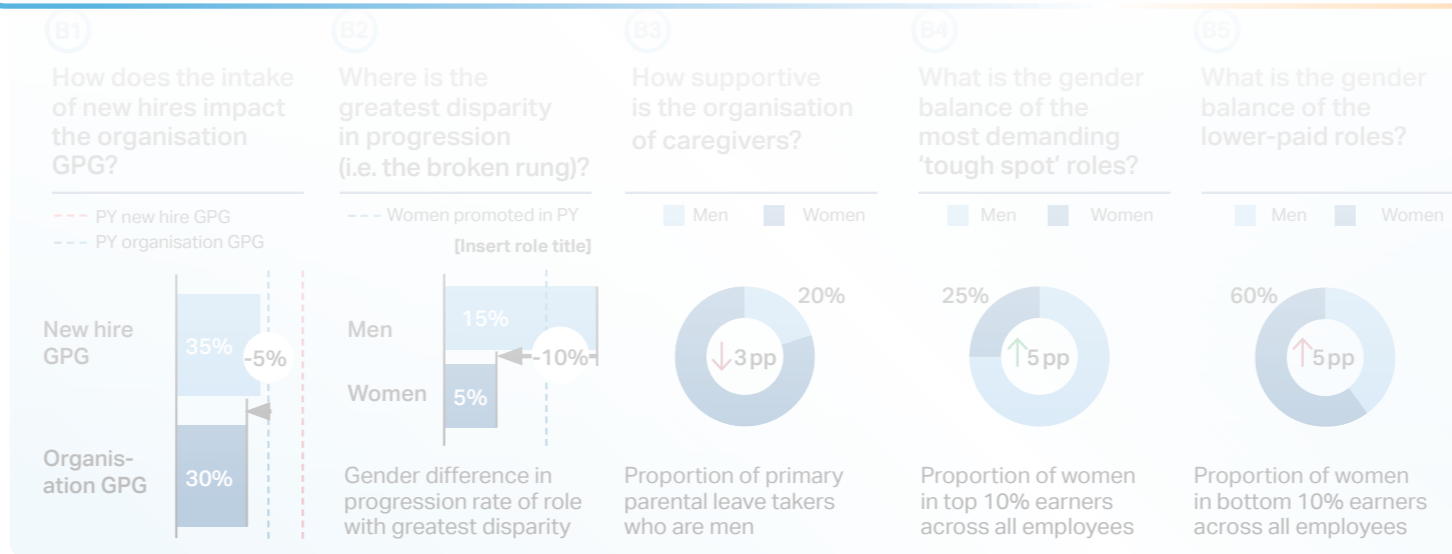 B1
How does the intake
of new hires impact
the organisation
GPG?
PY new hire GPG
PY organisation GPG
New hire
GPG
35%
-5%
Organis-
ation GPG
30%
B2
Where is the
greatest disparity
in progression
(i.e. the broken rung)?
Women promoted in PY
[Insert role title]
Men
15%
-10%
Women
5%
Gender difference in
progression rate of role
with greatest disparity
B3
How supportive
is the organisation
of caregivers?
Men Women
20%
3 pp
Proportion of primary
parental leave takers
who are men
B4
What is the gender
balance of the
most demanding
‘tough spot’ roles?
Men Women
25%
5 pp
Proportion of women
in top 10% earners
across all employees
B5
What is the gender
balance of the
lower-paid roles?
Men Women
60%
5 pp
Proportion of women
in bottom 10% earners
across all employees